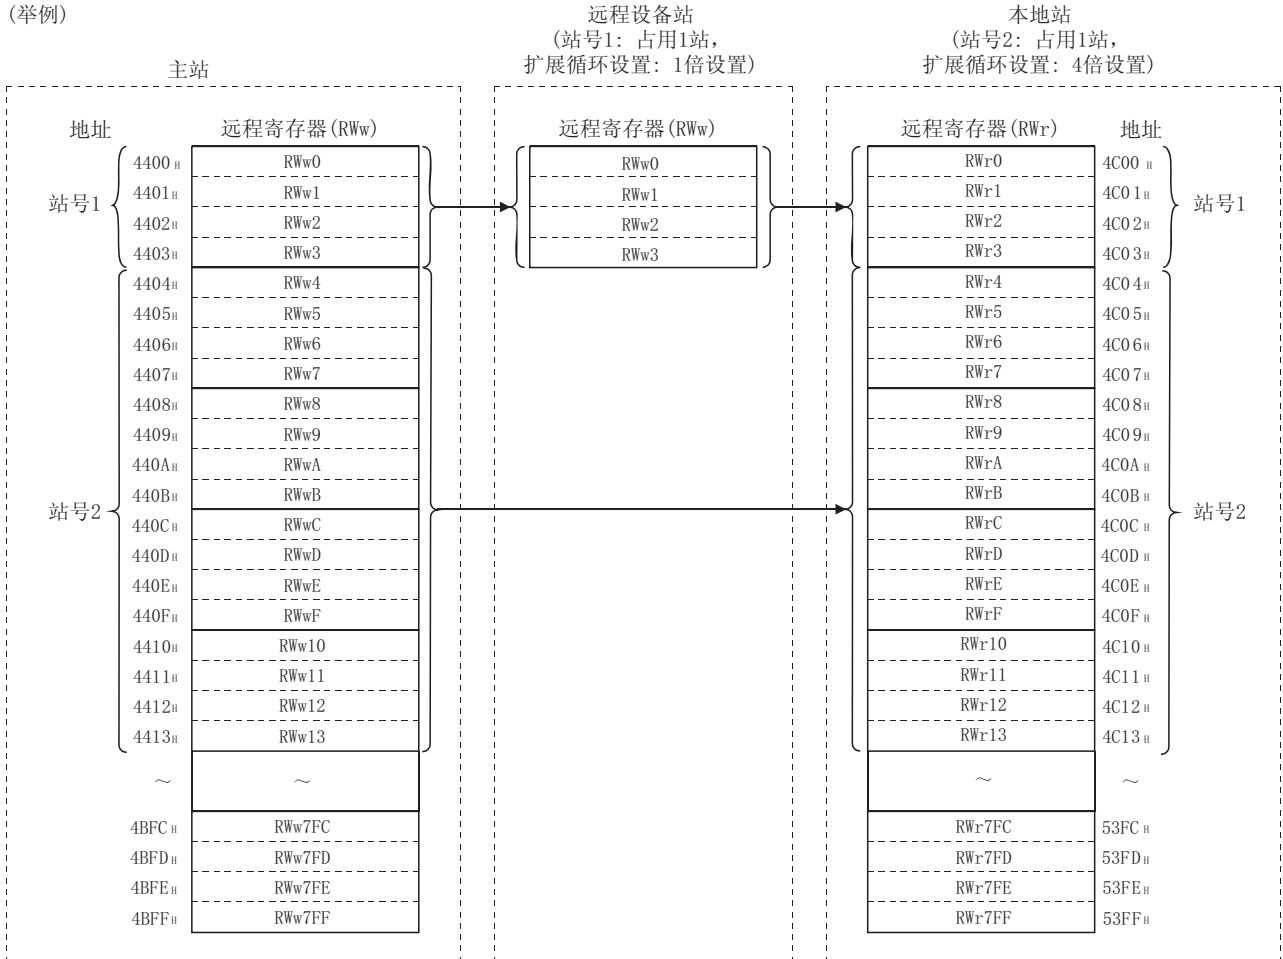 (举例)
远程设备站
(站号1: 占用1站,
扩展循环设置: 1倍设置)
本地站
(站号2: 占用1站,
扩展循环设置: 4倍设置)
主站
地址 远程寄存器(RWw) 远程寄存器(RWw) 远程寄存器(RWr) 地址
4400H RWw0 RWw0 RWr0 4C00H
4401H RWw1 RWw1 RWr1 4C01H
站号1 站号1
4402H RWw2 RWw2 RWr2 4C02H
4403H RWw3 RWw3 RWr3 4C03H
4404H RWw4 RWr4 4C04H
4405H RWw5 RWr5 4C05H
4406H RWw6 RWr6 4C06H
4407H RWw7 RWr7 4C07H
4408H RWw8 RWr8 4C08H
4409H RWw9 RWr9 4C09H
440AH RWwA RWrA 4C0AH
440BH RWwB RWrB 4C0BH
站号2 站号2
440CH RWwC RWrC 4C0CH
440DH RWwD RWrD 4C0DH
440EH RWwE RWrE 4C0EH
440FH RWwF RWrF 4C0FH
4410H RWw10 RWr10 4C10H
4411H RWw11 RWr11 4C11H
4412H RWw12 RWr12 4C12H
4413H RWw13 RWr13 4C13H
～ ～ ～ ～
4BFCH RWw7FC RWr7FC 53FCH
4BFDH RWw7FD RWr7FD 53FDH
4BFEH RWw7FE RWr7FE 53FEH
4BFFH RWw7FF RWr7FF 53FFH